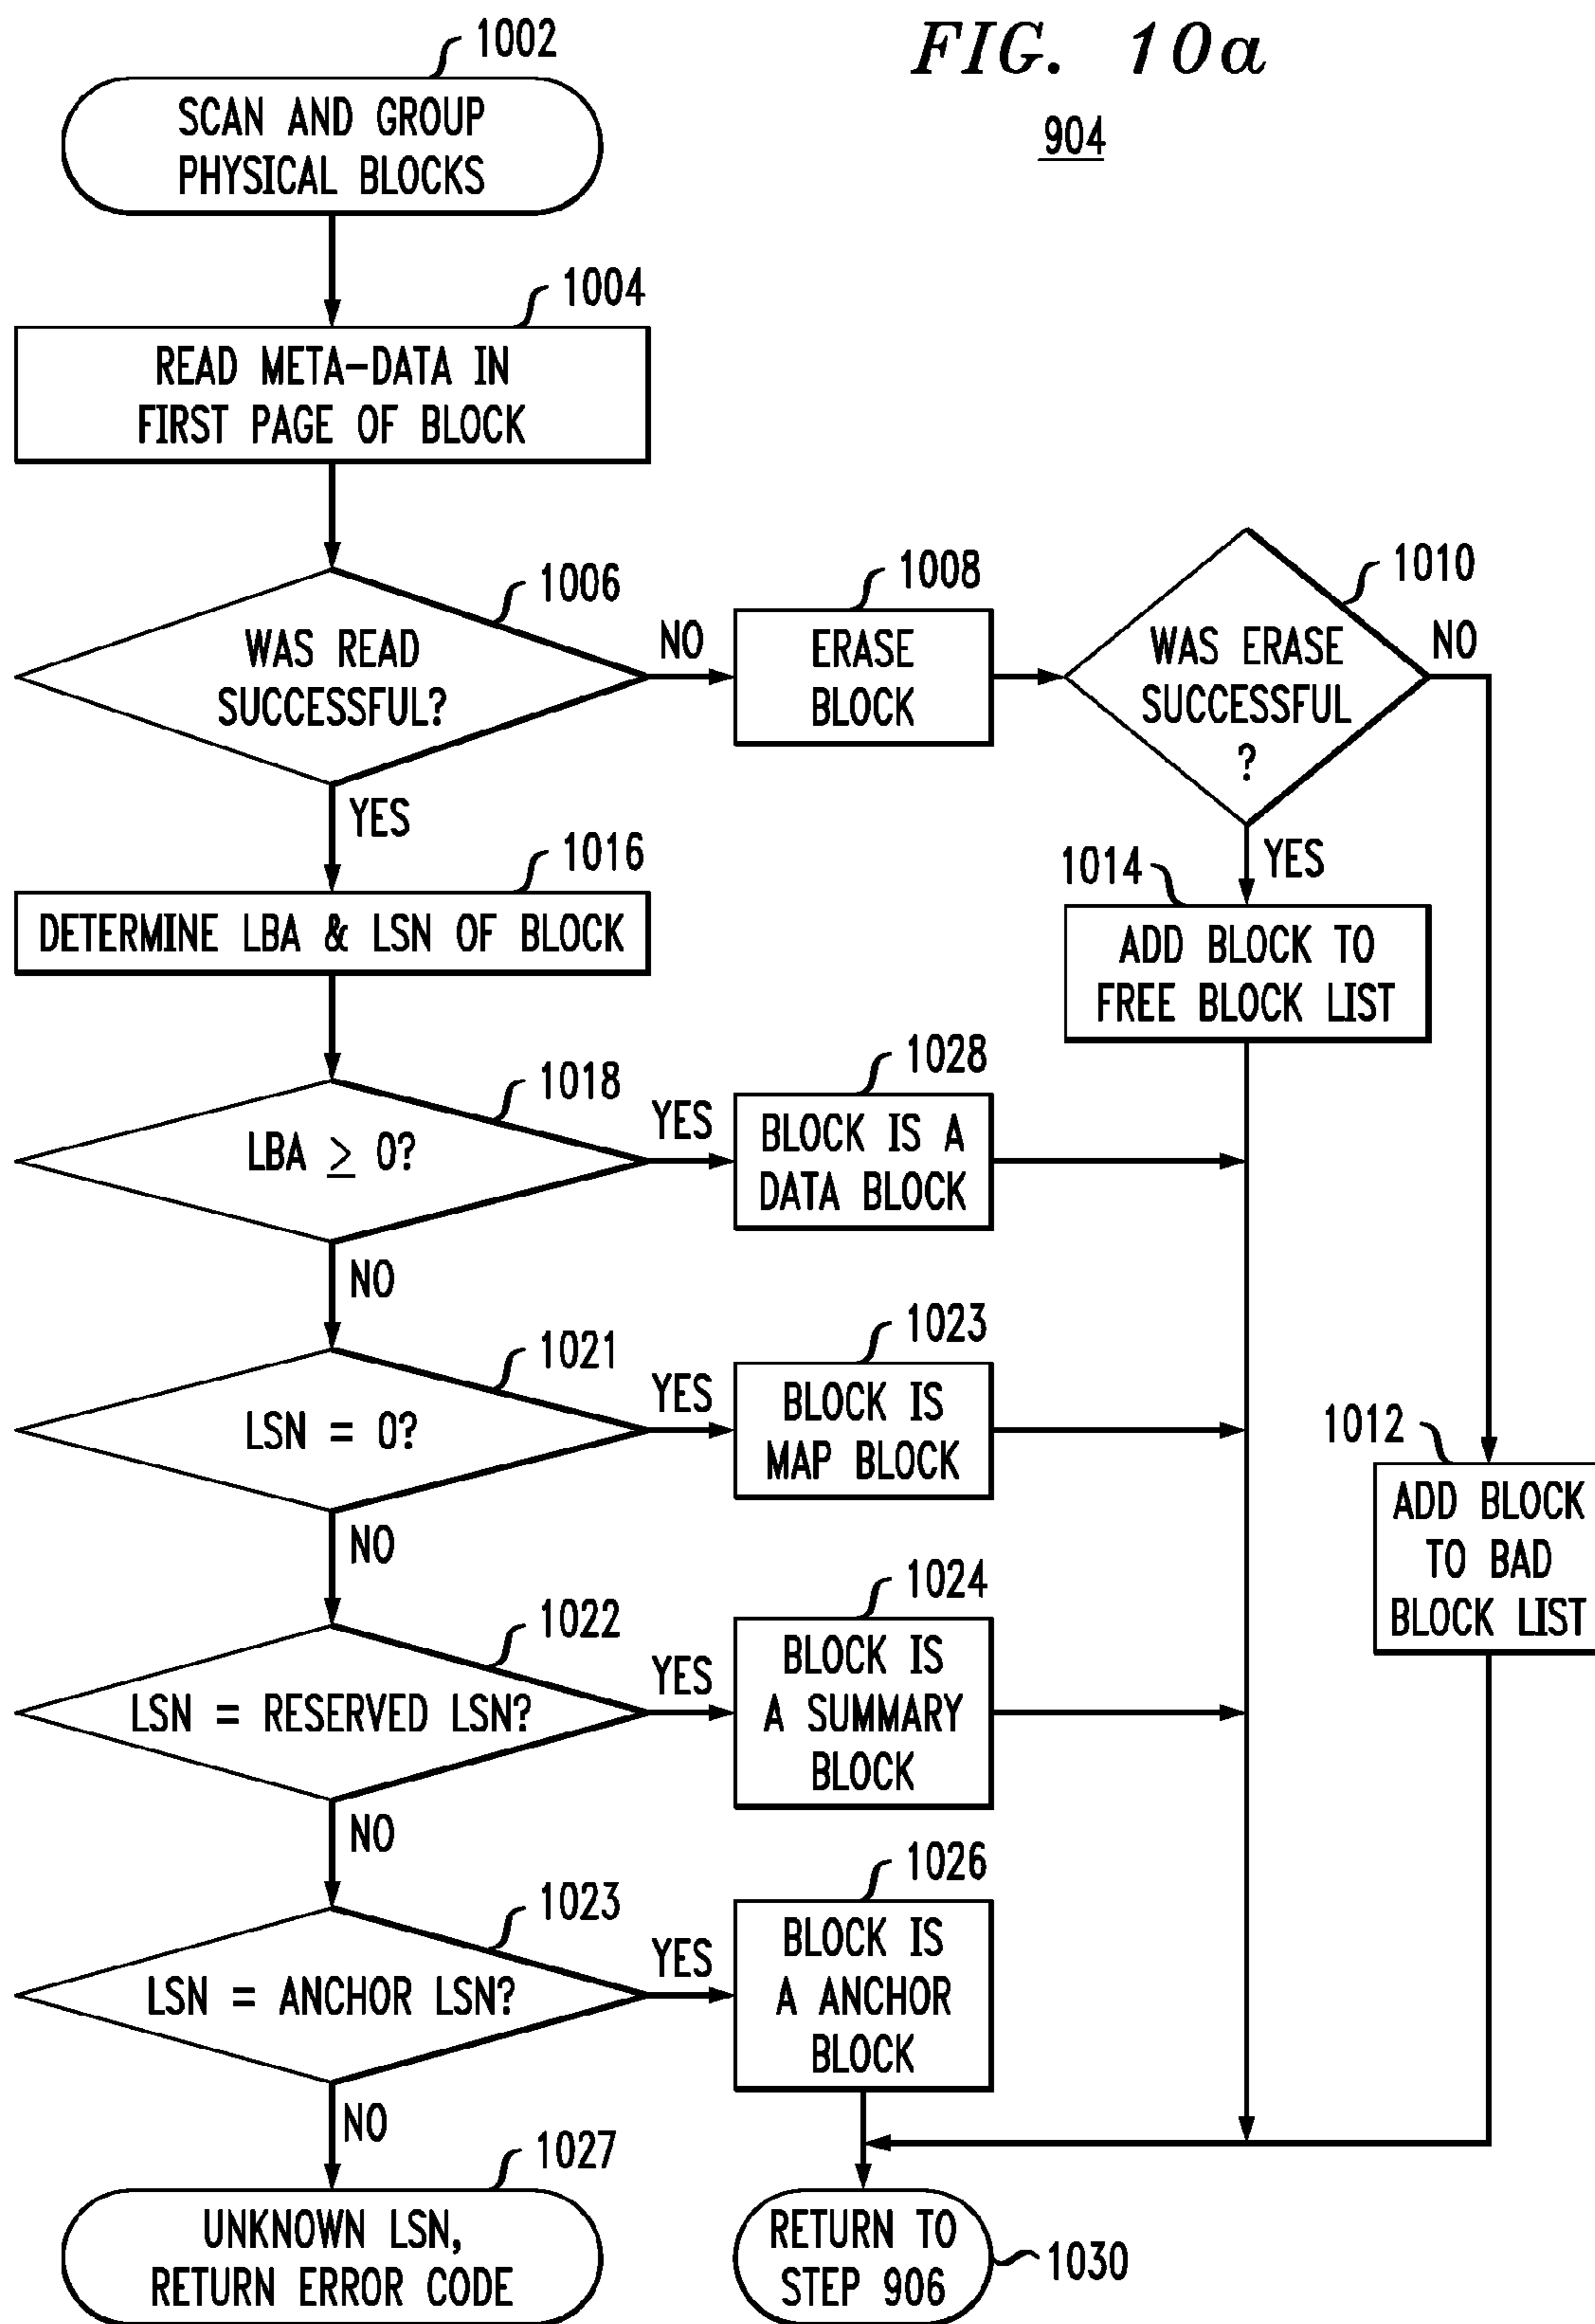 FIG. 10a
904
1002
SCAN AND GROUP
PHYSICAL BLOCKS
1004
READ META-DATA IN
FIRST PAGE OF BLOCK
1006
WAS READ
SUCCESSFUL?
NO
YES
1008
ERASE
BLOCK
1010
WAS ERASE
SUCCESSFUL
?
NO
YES
1014
ADD BLOCK TO
FREE BLOCK LIST
1016
DETERMINE LBA & LSN OF BLOCK
1018
LBA ≥ 0?
YES
NO
1028
BLOCK IS A
DATA BLOCK
1021
LSN = 0?
YES
NO
1023
BLOCK IS
MAP BLOCK
1012
ADD BLOCK
TO BAD
BLOCK LIST
1022
LSN = RESERVED LSN?
YES
NO
1024
BLOCK IS
A SUMMARY
BLOCK
1023
LSN = ANCHOR LSN?
YES
NO
1026
BLOCK IS
A ANCHOR
BLOCK
1027
UNKNOWN LSN,
RETURN ERROR CODE
RETURN TO
STEP 906
1030